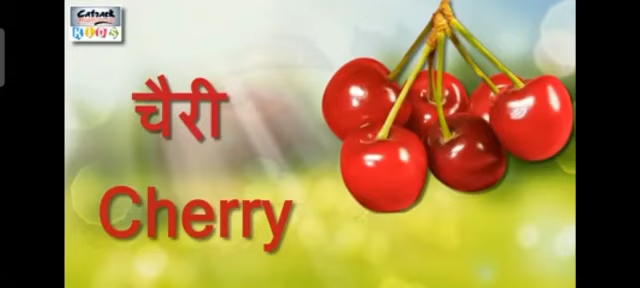 Catrack
KIDS
चैरी
Cherry